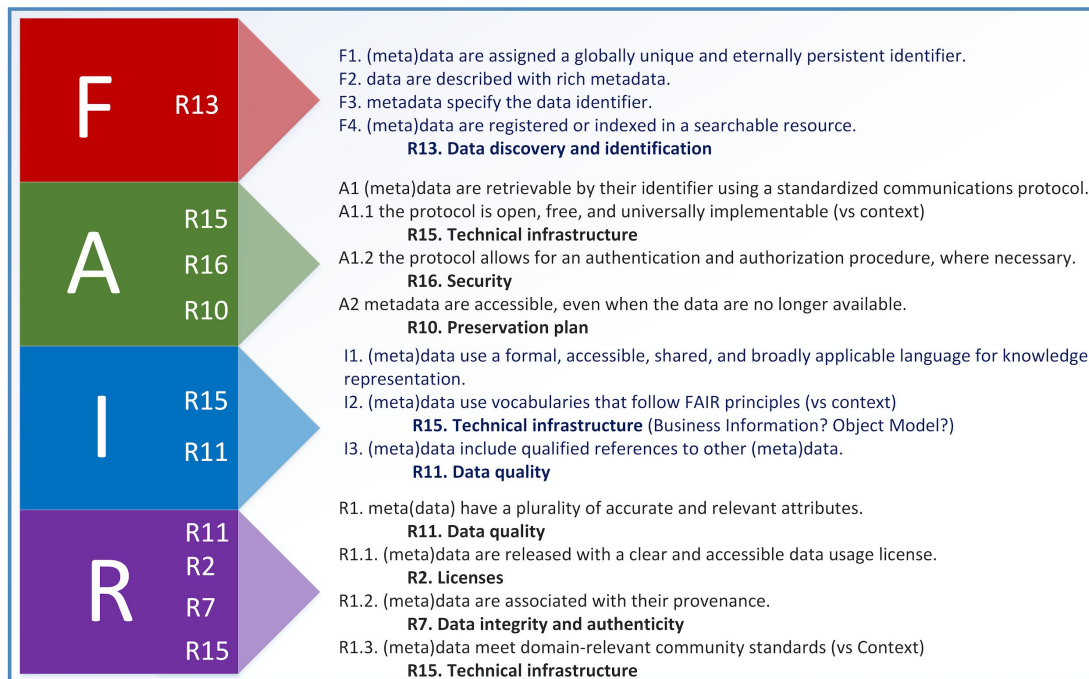 F
R13
F1. (meta)data are assigned a globally unique and eternally persistent identifier.
F2. data are described with rich metadata.
F3. metadata specify the data identifier.
F4. (meta)data are registered or indexed in a searchable resource.
R13. Data discovery and identification
A
R15
R16
R10
A1 (meta)data are retrievable by their identifier using a standardized communications protocol.
A1.1 the protocol is open, free, and universally implementable (vs context)
R15. Technical infrastructure
A1.2 the protocol allows for an authentication and authorization procedure, where necessary.
R16. Security
A2 metadata are accessible, even when the data are no longer available.
R10. Preservation plan
I
R15
R11
I1. (meta)data use a formal, accessible, shared, and broadly applicable language for knowledge
representation.
I2. (meta)data use vocabularies that follow FAIR principles (vs context)
R15. Technical infrastructure (Business Information? Object Model?)
I3. (meta)data include qualified references to other (meta)data.
R11. Data quality
R
R11
R2
R7
R15
R1. meta(data) have a plurality of accurate and relevant attributes.
R11. Data quality
R1.1. (meta)data are released with a clear and accessible data usage license.
R2. Licenses
R1.2. (meta)data are associated with their provenance.
R7. Data integrity and authenticity
R1.3. (meta)data meet domain-relevant community standards (vs Context)
R15. Technical infrastructure